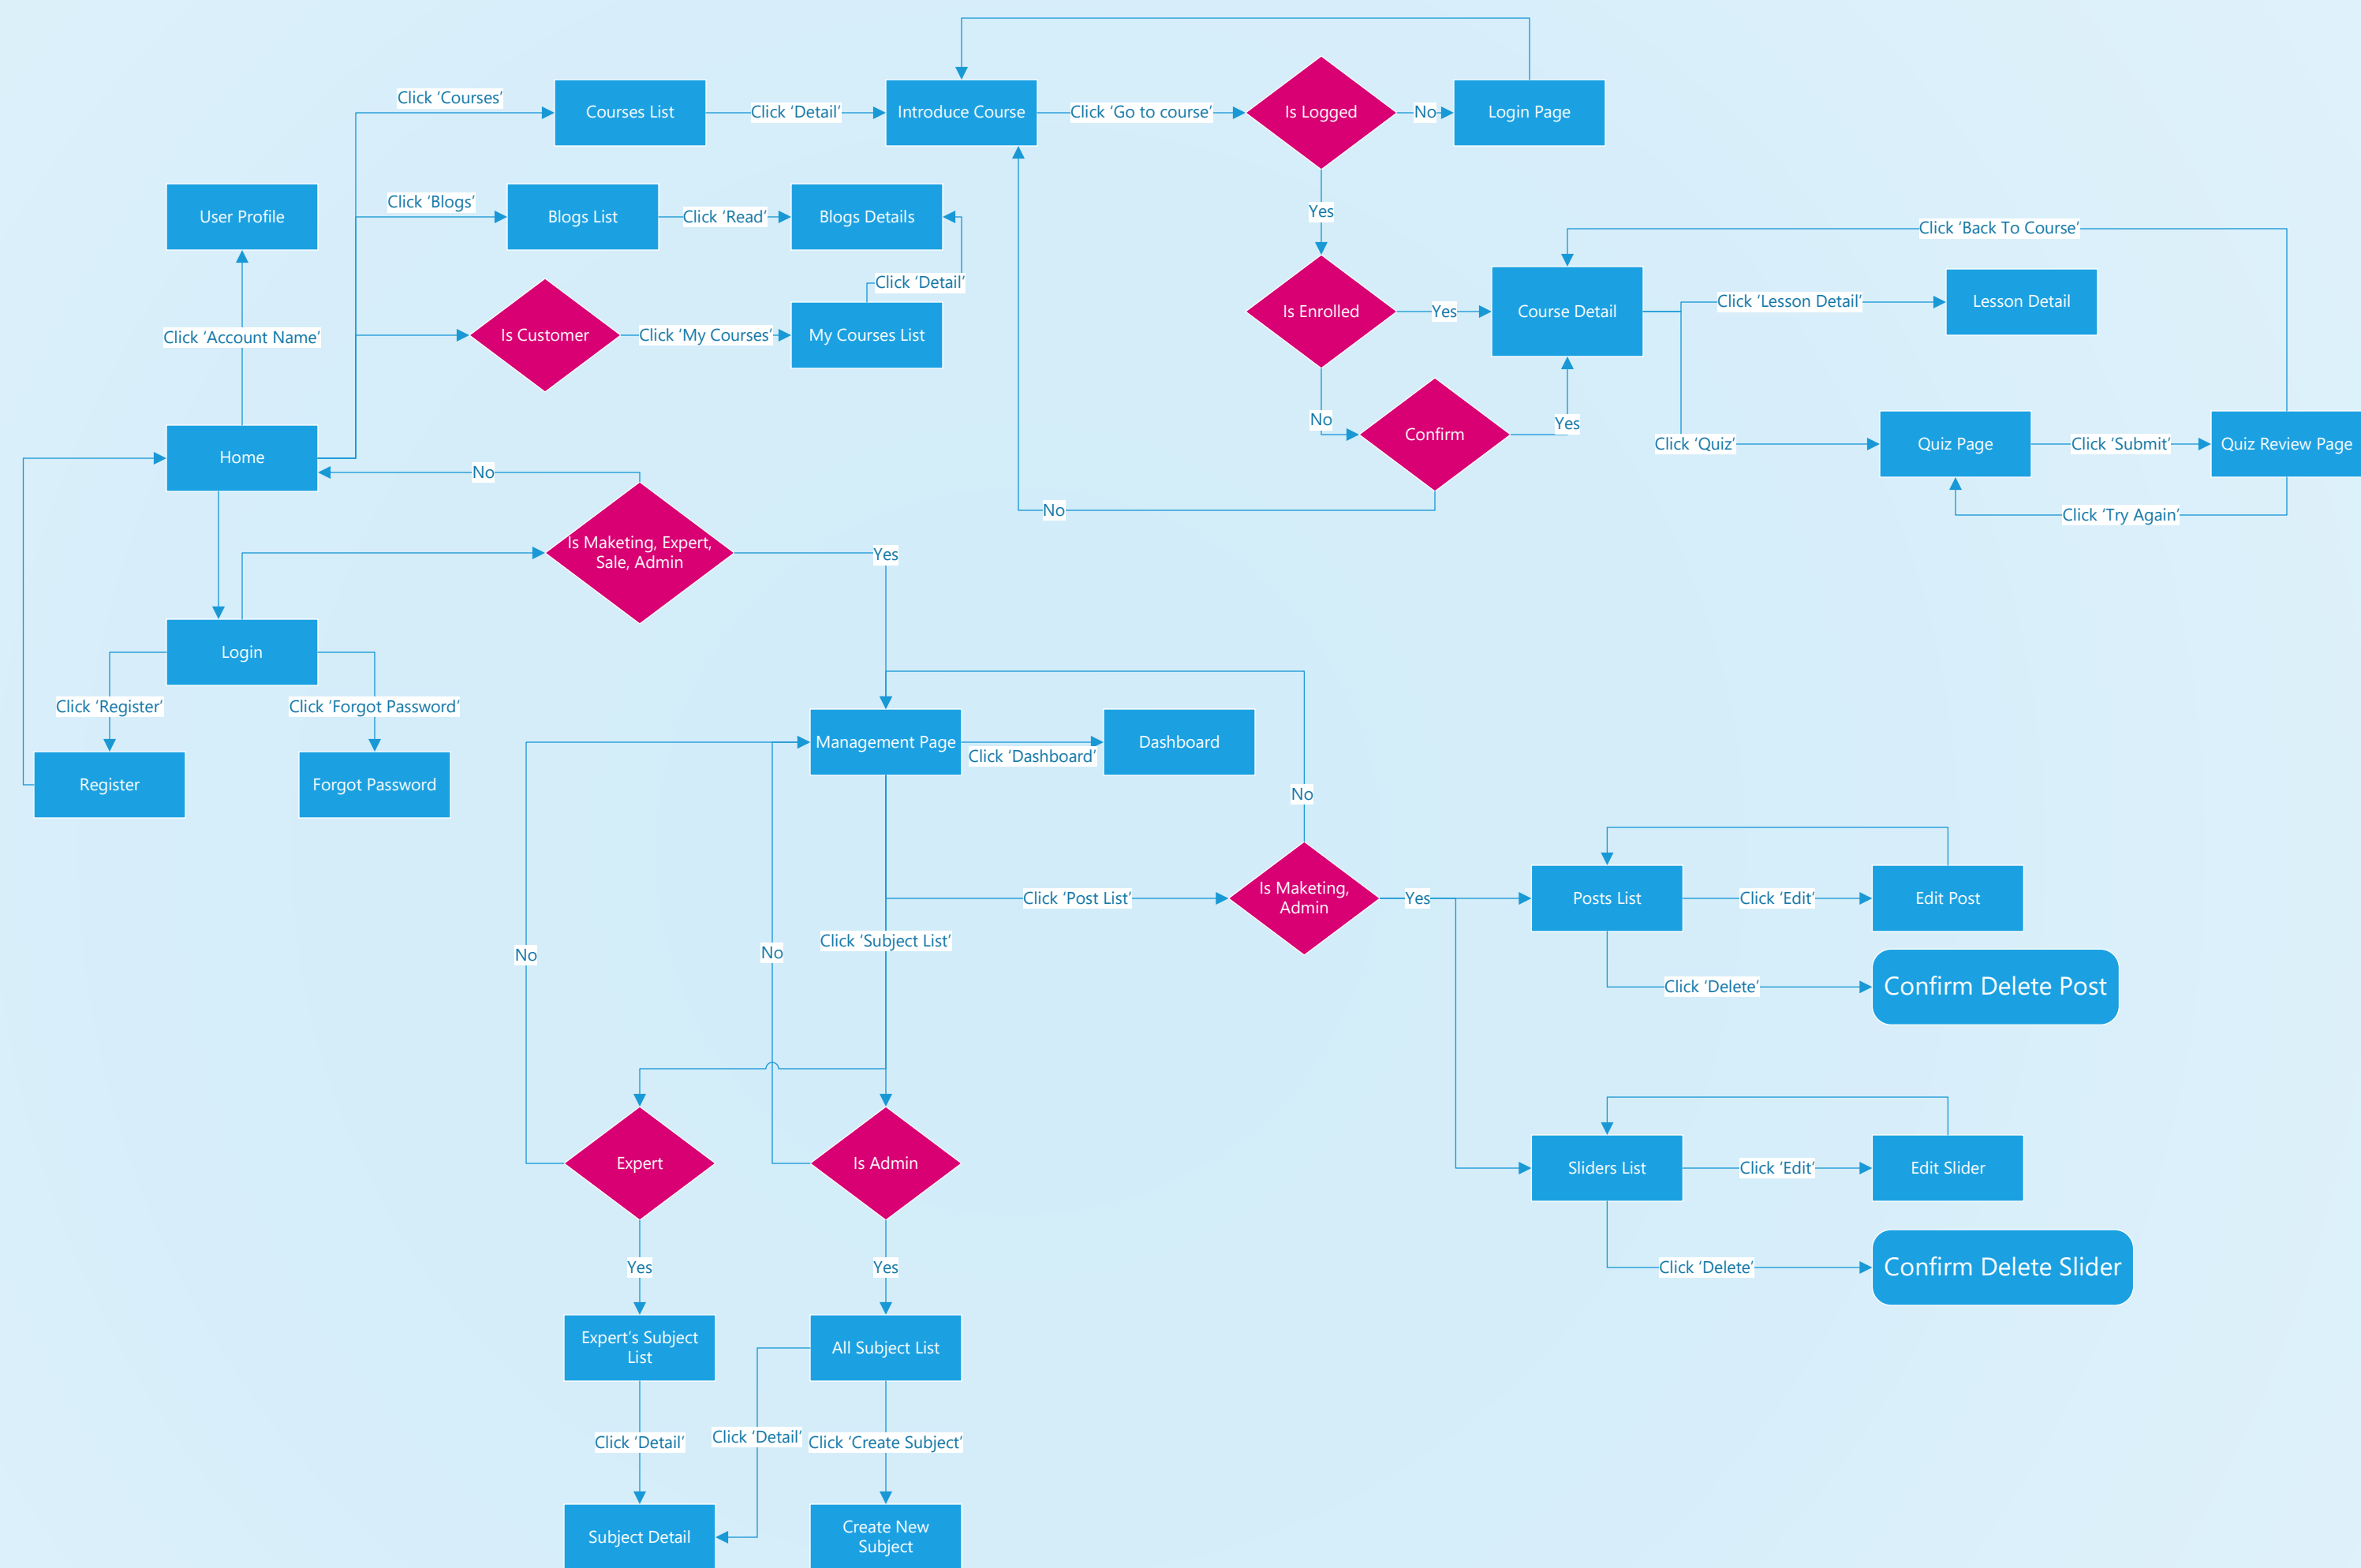 Click ‘Courses’
Courses List
Click ‘Detail’
Introduce Course
Click ‘Go to course’
Is Logged
No
Login Page
User Profile
Click ‘Blogs’
Blogs List
Click ‘Read’
Blogs Details
Yes
Click ‘Back To Course’
Click ‘Detail’
Click ‘Account Name’
Is Customer
Click ‘My Courses’
My Courses List
Is Enrolled
Yes
Course Detail
Click ‘Lesson Detail’
Lesson Detail
No
Confirm
Yes
Click ‘Quiz’
Quiz Page
Click ‘Submit’
Quiz Review Page
Home
No
No
Click ‘Try Again’
Is Maketing, Expert,
Sale, Admin
Yes
Login
Click ‘Register’
Click ‘Forgot Password’
Register
Forgot Password
Management Page
Click ‘Dashboard’
Dashboard
No
Click ‘Post List’
Is Maketing,
Admin
Yes
Posts List
Click ‘Edit’
Edit Post
Click ‘Subject List’
No
No
Click ‘Delete’
Confirm Delete Post
Expert
Is Admin
Sliders List
Click ‘Edit’
Edit Slider
Yes
Yes
Click ‘Delete’
Confirm Delete Slider
Expert’s Subject
List
All Subject List
Click ‘Detail’
Click ‘Detail’
Click ‘Create Subject’
Subject Detail
Create New
Subject